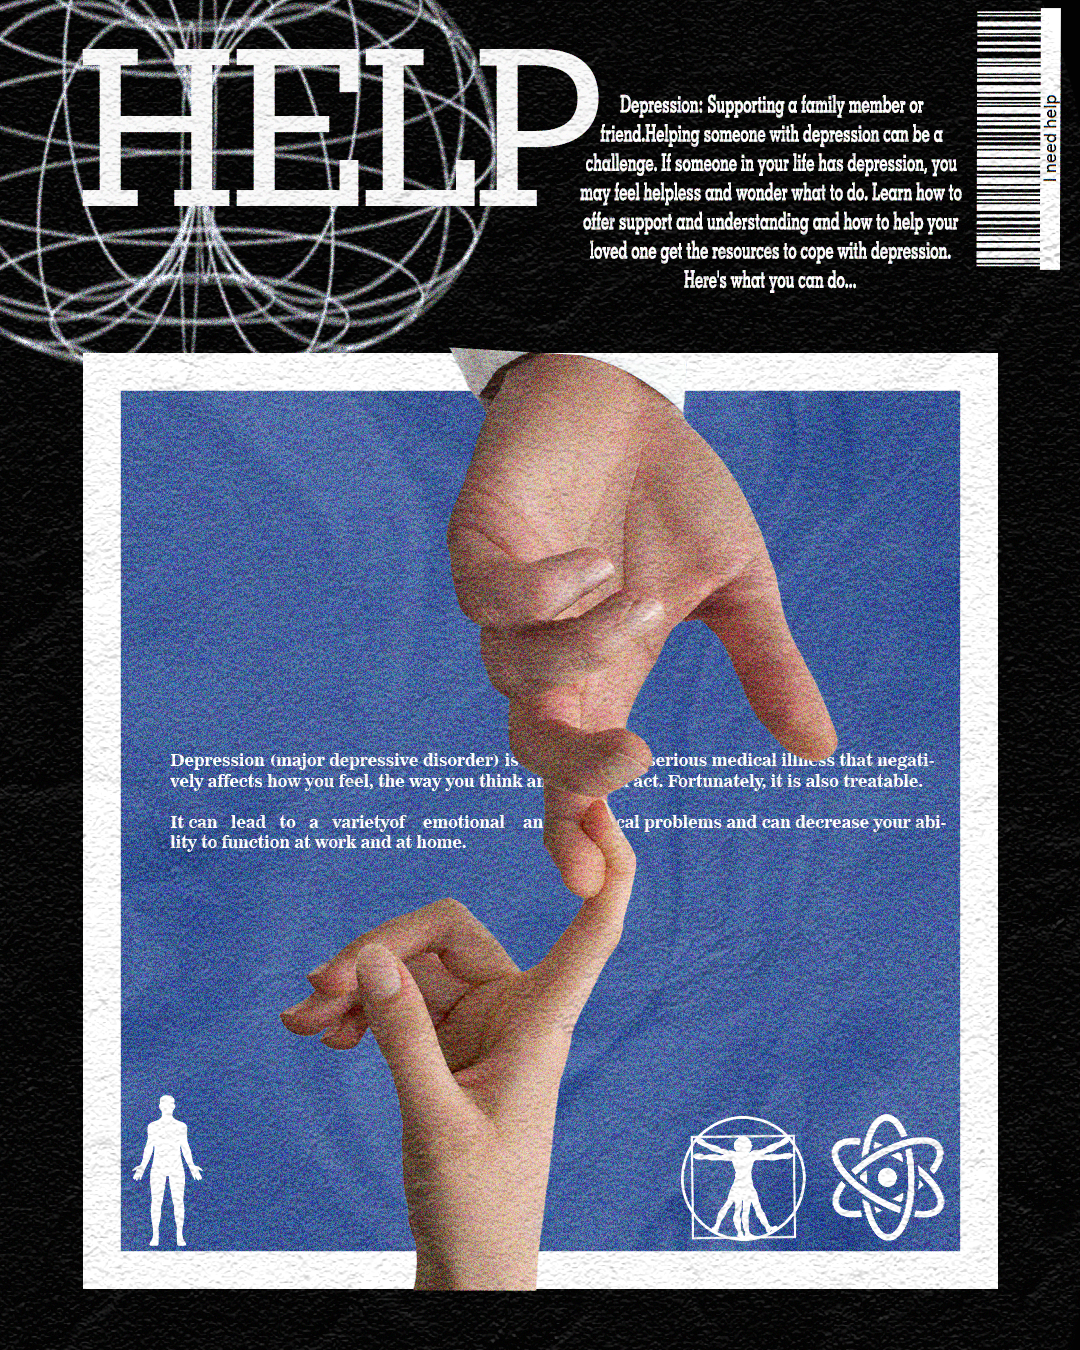 HELP
Depression: Supporting a family member or
friend.Helping someone with depression can be a
challenge. If someone in your life has depression, you
may feel helpless and wonder what to do. Learn how to
offer support and understanding and how to help your
loved one get the resources to cope with depression.
Here's what you can do...
I need help
Depression (major depressive disorder) is serious medical illness that negati-
vely affects how you feel, the way you think an act. Fortunately, it is also treatable.
It can lead to a varietyof emotional an cal problems and can decrease your abi-
lity to function at work and at home.